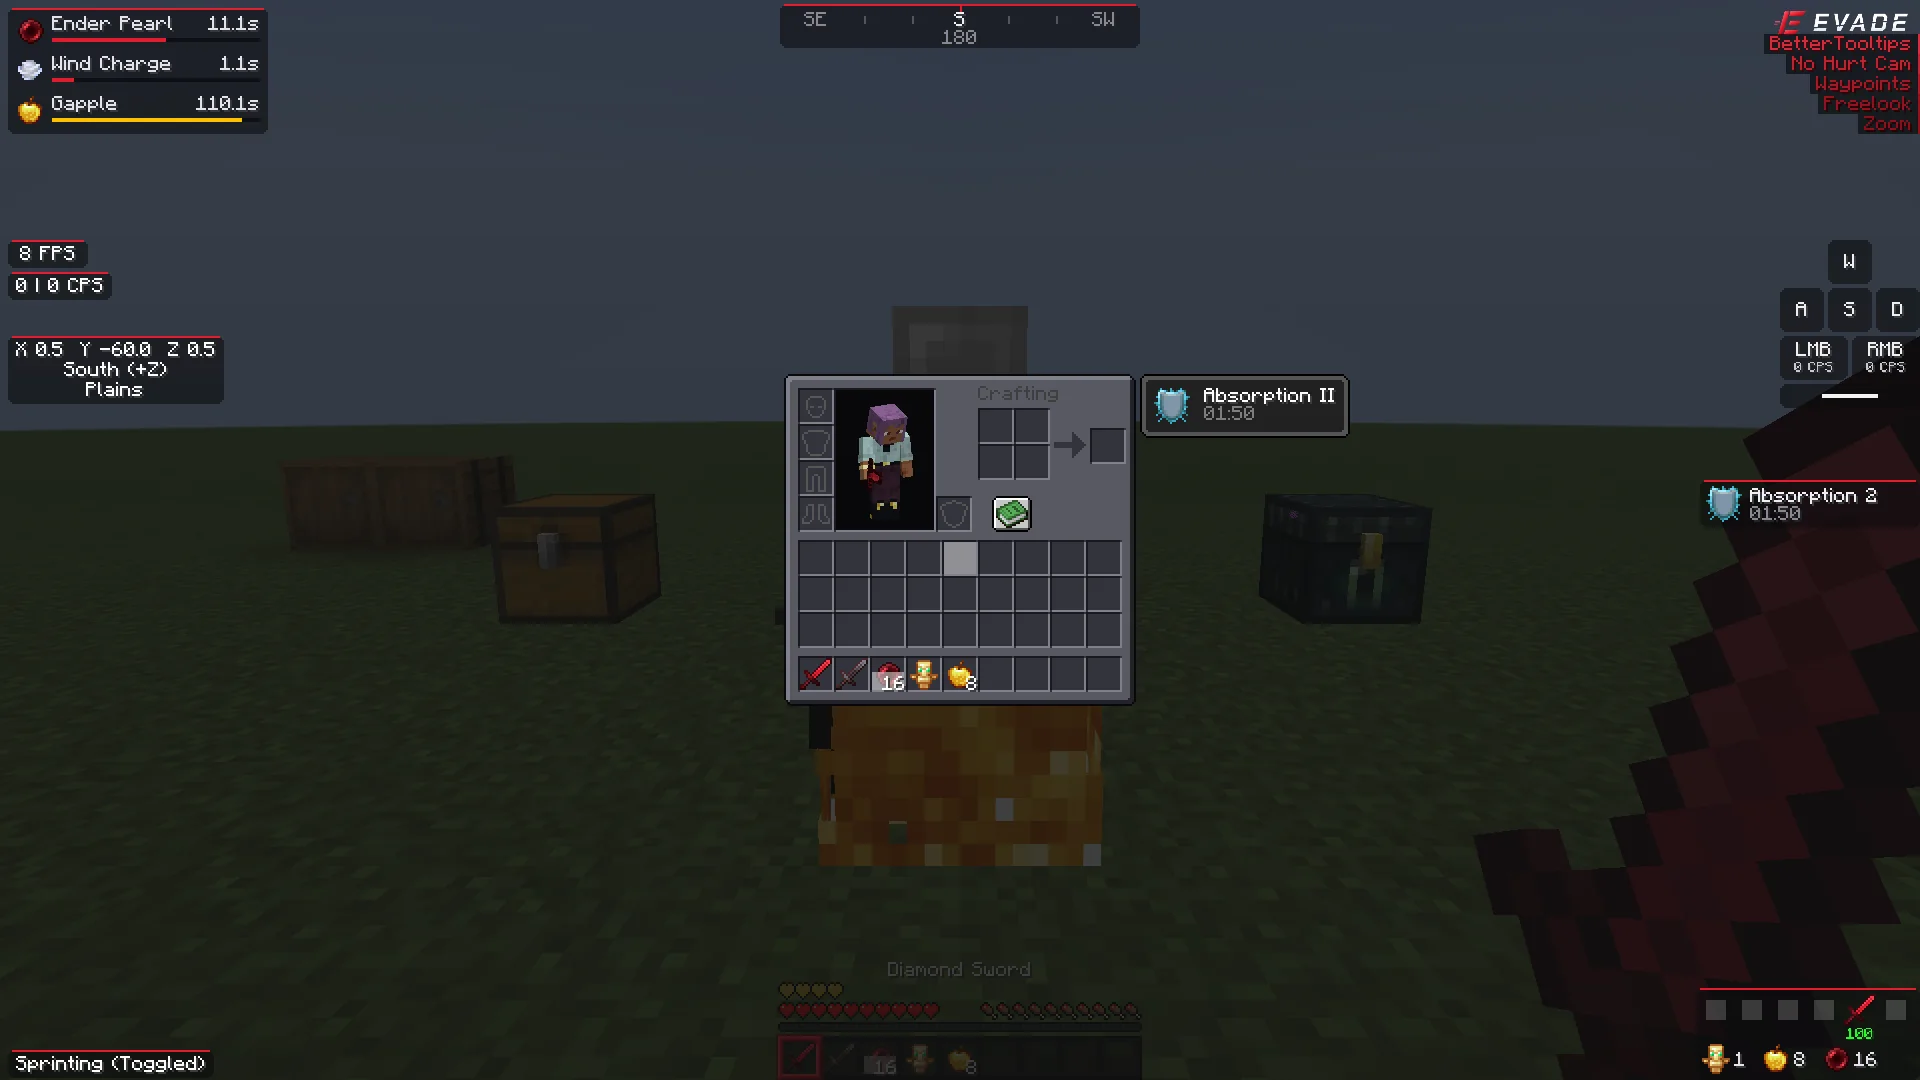 Ender Pearl 11.1s
Wind Charge 1.1s
Gapple 110.1s
SE S SW
180
EVADE
BetterTooltips
No Hurt Cam
Waypoints
Freelook
Zoom
8 FPS
0 | 0 CPS
X 0.5 Y -60.0 Z 0.5
South (+Z)
Plains
W
A S D
LMB RMB
0 CPS 0 CPS
Crafting
Absorption II
01:50
Absorption 2
01:50
16 8
Diamond Sword
16 8
Sprinting (Toggled)
100
1 8 16